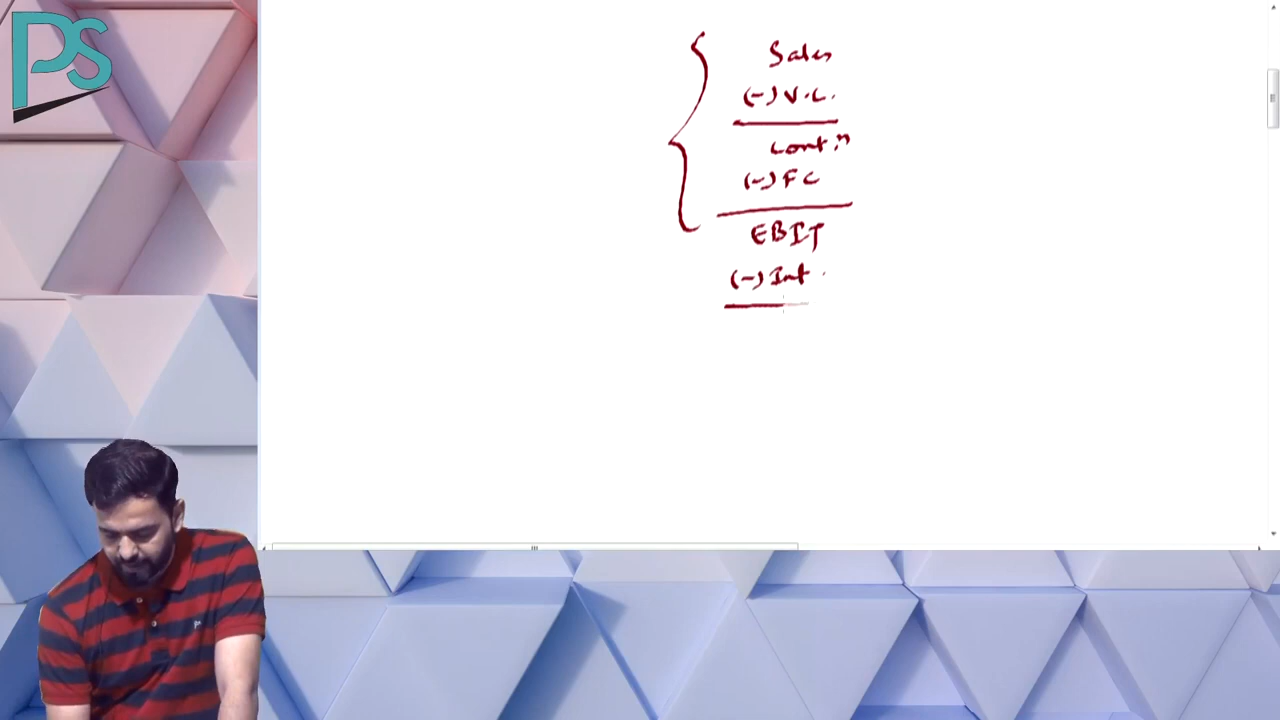 PS
Sales
(-) V.C.
Contⁿ
(-) FC
EBIT
(-) Int.